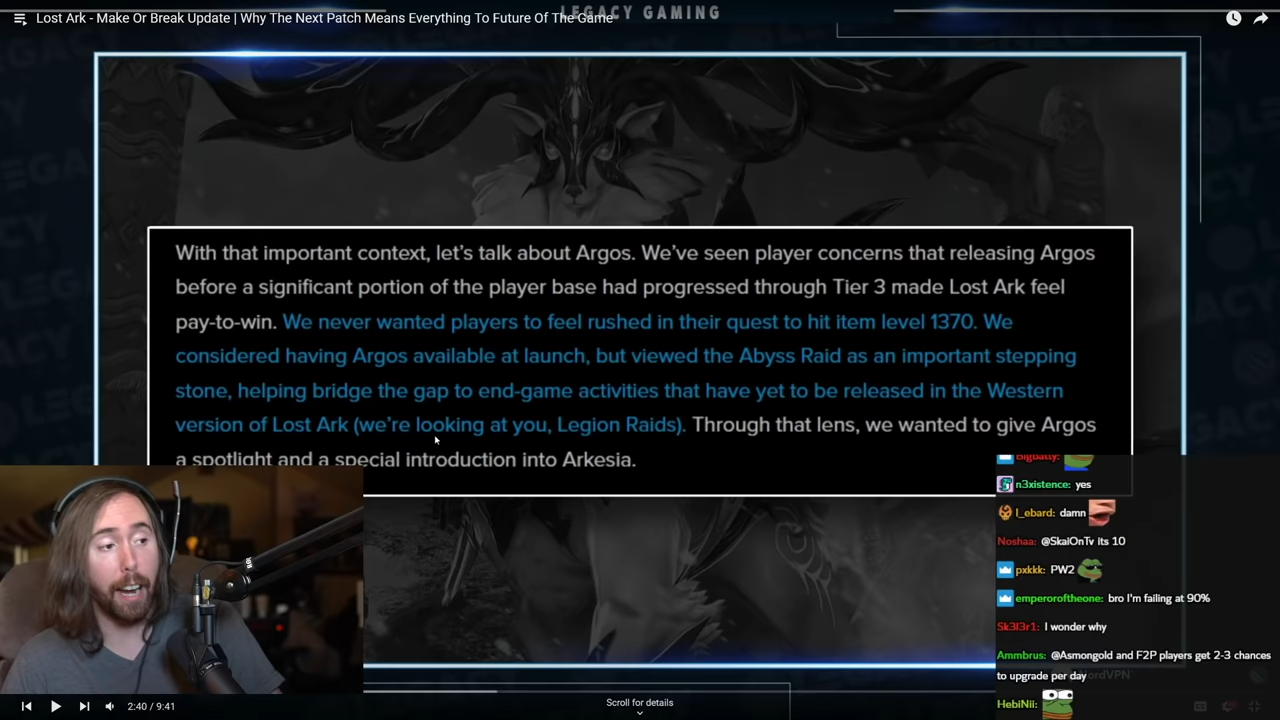 Lost Ark - Make Or Break Update | Why The Next Patch Means Everything To Future Of The Game
LEGACY GAMING
With that important context, let's talk about Argos. We've seen player concerns that releasing Argos
before a significant portion of the player base had progressed through Tier 3 made Lost Ark feel
pay-to-win. We never wanted players to feel rushed in their quest to hit item level 1370. We
considered having Argos available at launch, but viewed the Abyss Raid as an important stepping
stone, helping bridge the gap to end-game activities that have yet to be released in the Western
version of Lost Ark (we're looking at you, Legion Raids). Through that lens, we wanted to give Argos
a spotlight and a special introduction into Arkesia.
n3xistence: yes
l_ebard: damn
Noshaa: @SkaiOnTv its 10
pxkkk: PW2
emperoroftheone: bro I'm failing at 90%
Sk3l3r1: I wonder why
Ammbrus: @Asmongold and F2P players get 2-3 chances
to upgrade per day
HebiNii:
2:40 / 9:41
Scroll for details